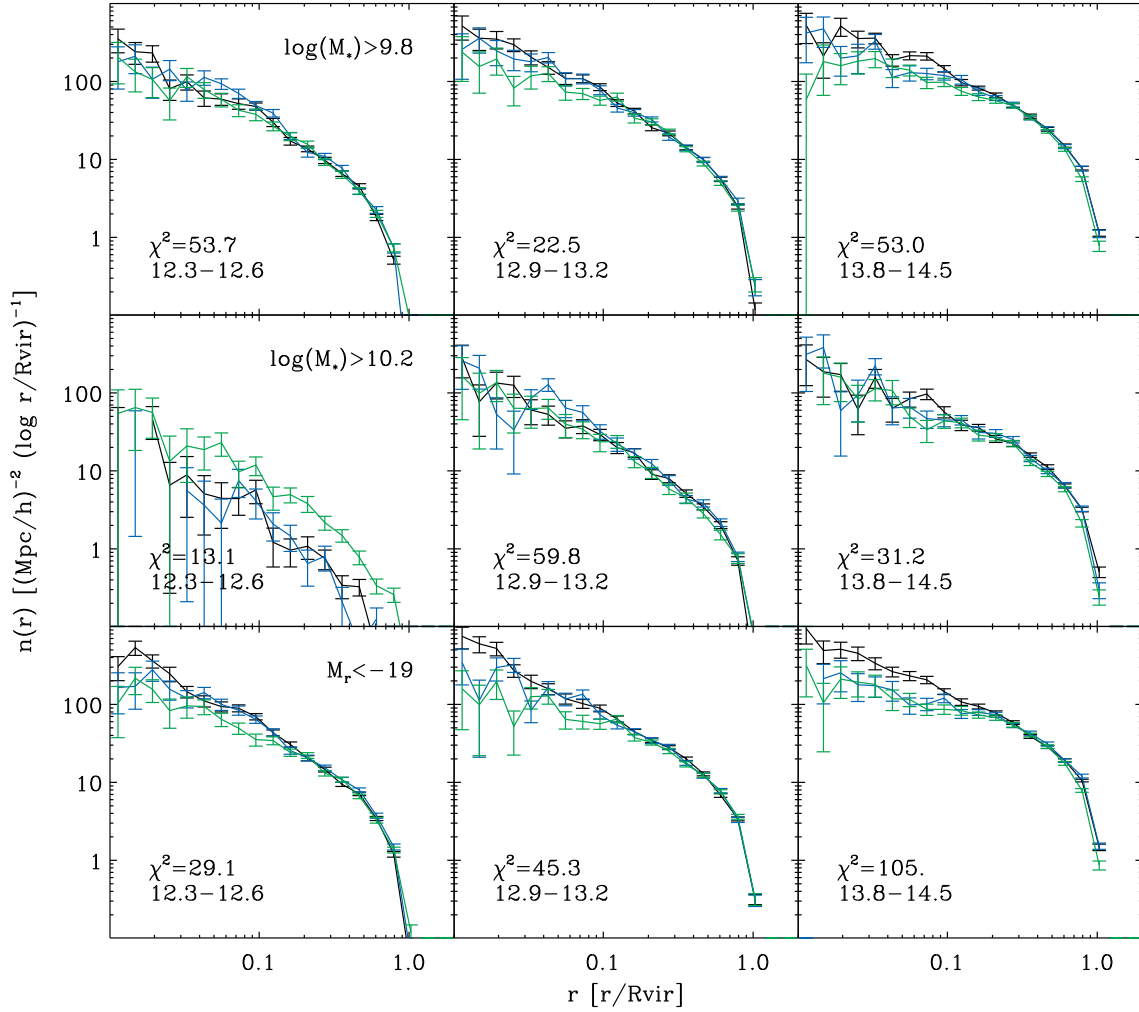 100
10
1
log(M*)>9.8
χ²=53.7
12.3−12.6
χ²=22.5
12.9−13.2
χ²=53.0
13.8−14.5
n(r) [(Mpc/h)⁻² (log r/Rvir)⁻¹]
100
10
1
log(M*)>10.2
χ²=13.1
12.3−12.6
χ²=59.8
12.9−13.2
χ²=31.2
13.8−14.5
100
10
1
Mᵣ<−19
χ²=29.1
12.3−12.6
χ²=45.3
12.9−13.2
χ²=105.
13.8−14.5
0.1 1.0 0.1 1.0 0.1 1.0
r [r/Rvir]